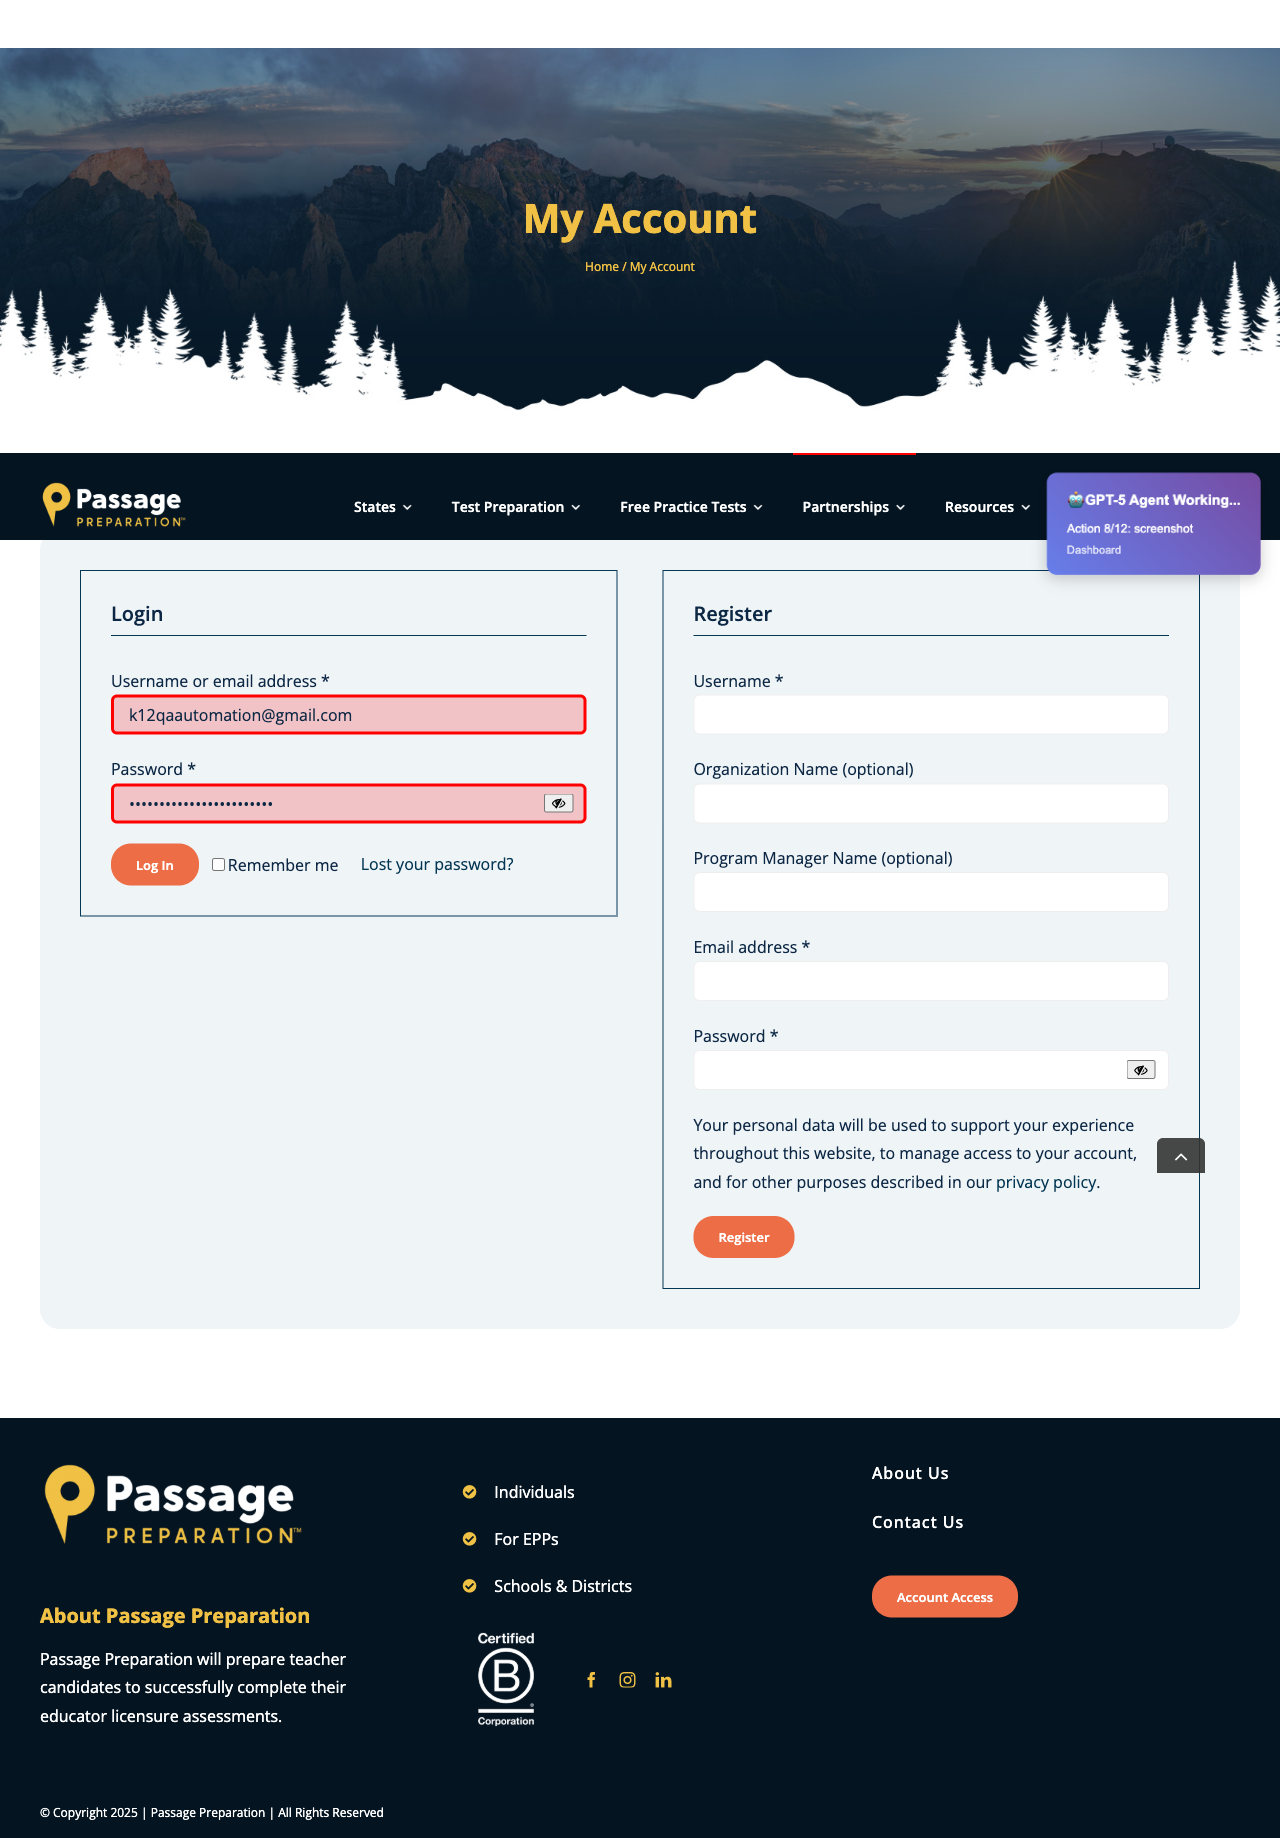 My Account
Home / My Account
Passage
PREPARATION™
States
Test Preparation
Free Practice Tests
Partnerships
Resources
GPT-5 Agent Working...
Action 8/12: screenshot
Dashboard
Login
Username or email address *
k12qaautomation@gmail.com
Password *
Log In
Remember me
Lost your password?
Register
Username *
Organization Name (optional)
Program Manager Name (optional)
Email address *
Password *
Your personal data will be used to support your experience
throughout this website, to manage access to your account,
and for other purposes described in our privacy policy.
Register
Passage
PREPARATION™
About Passage Preparation
Passage Preparation will prepare teacher
candidates to successfully complete their
educator licensure assessments.
Individuals
For EPPs
Schools & Districts
Certified
B
Corporation
About Us
Contact Us
Account Access
© Copyright 2025 | Passage Preparation | All Rights Reserved